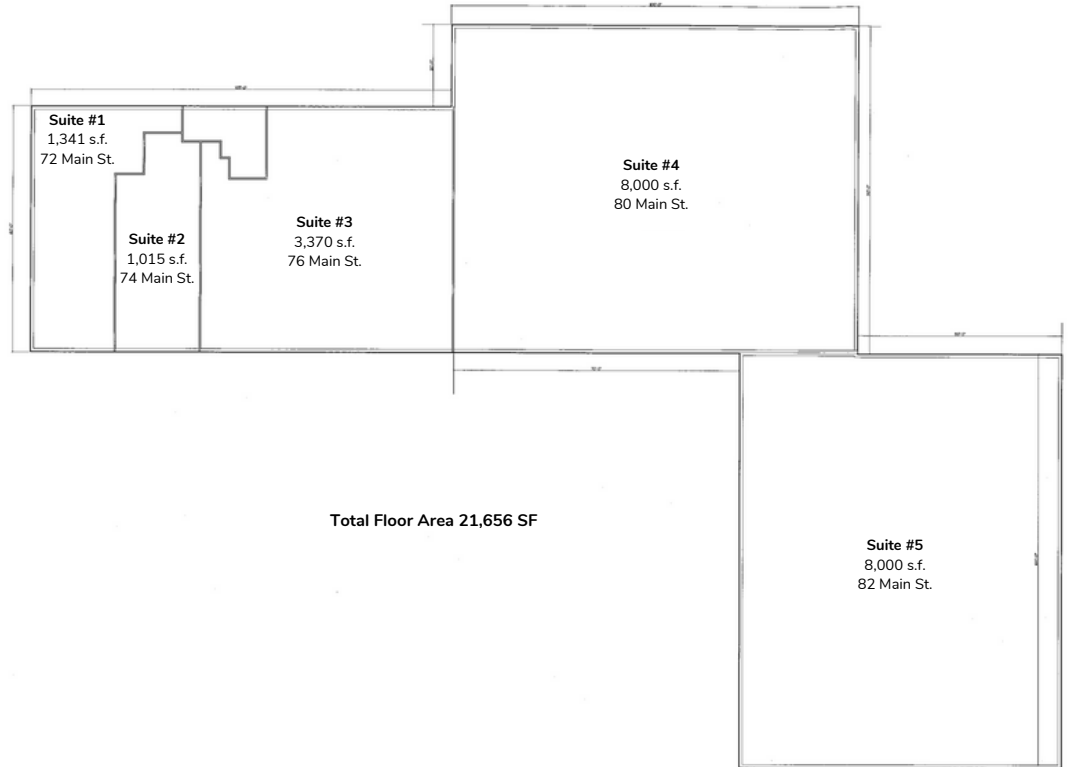 Suite #1
1,341 s.f.
72 Main St.
Suite #2
1,015 s.f.
74 Main St.
Suite #3
3,370 s.f.
76 Main St.
Suite #4
8,000 s.f.
80 Main St.
Total Floor Area 21,656 SF
Suite #5
8,000 s.f.
82 Main St.